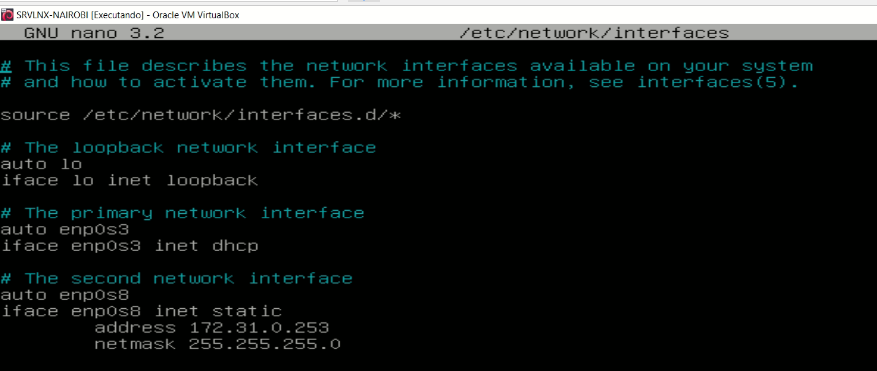 SRVLNX-NAIROBI [Executando] - Oracle VM VirtualBox
GNU nano 3.2 /etc/network/interfaces
# This file describes the network interfaces available on your system
# and how to activate them. For more information, see interfaces(5).
source /etc/network/interfaces.d/*
# The loopback network interface
auto lo
iface lo inet loopback
# The primary network interface
auto enp0s3
iface enp0s3 inet dhcp
# The second network interface
auto enp0s8
iface enp0s8 inet static
address 172.31.0.253
netmask 255.255.255.0